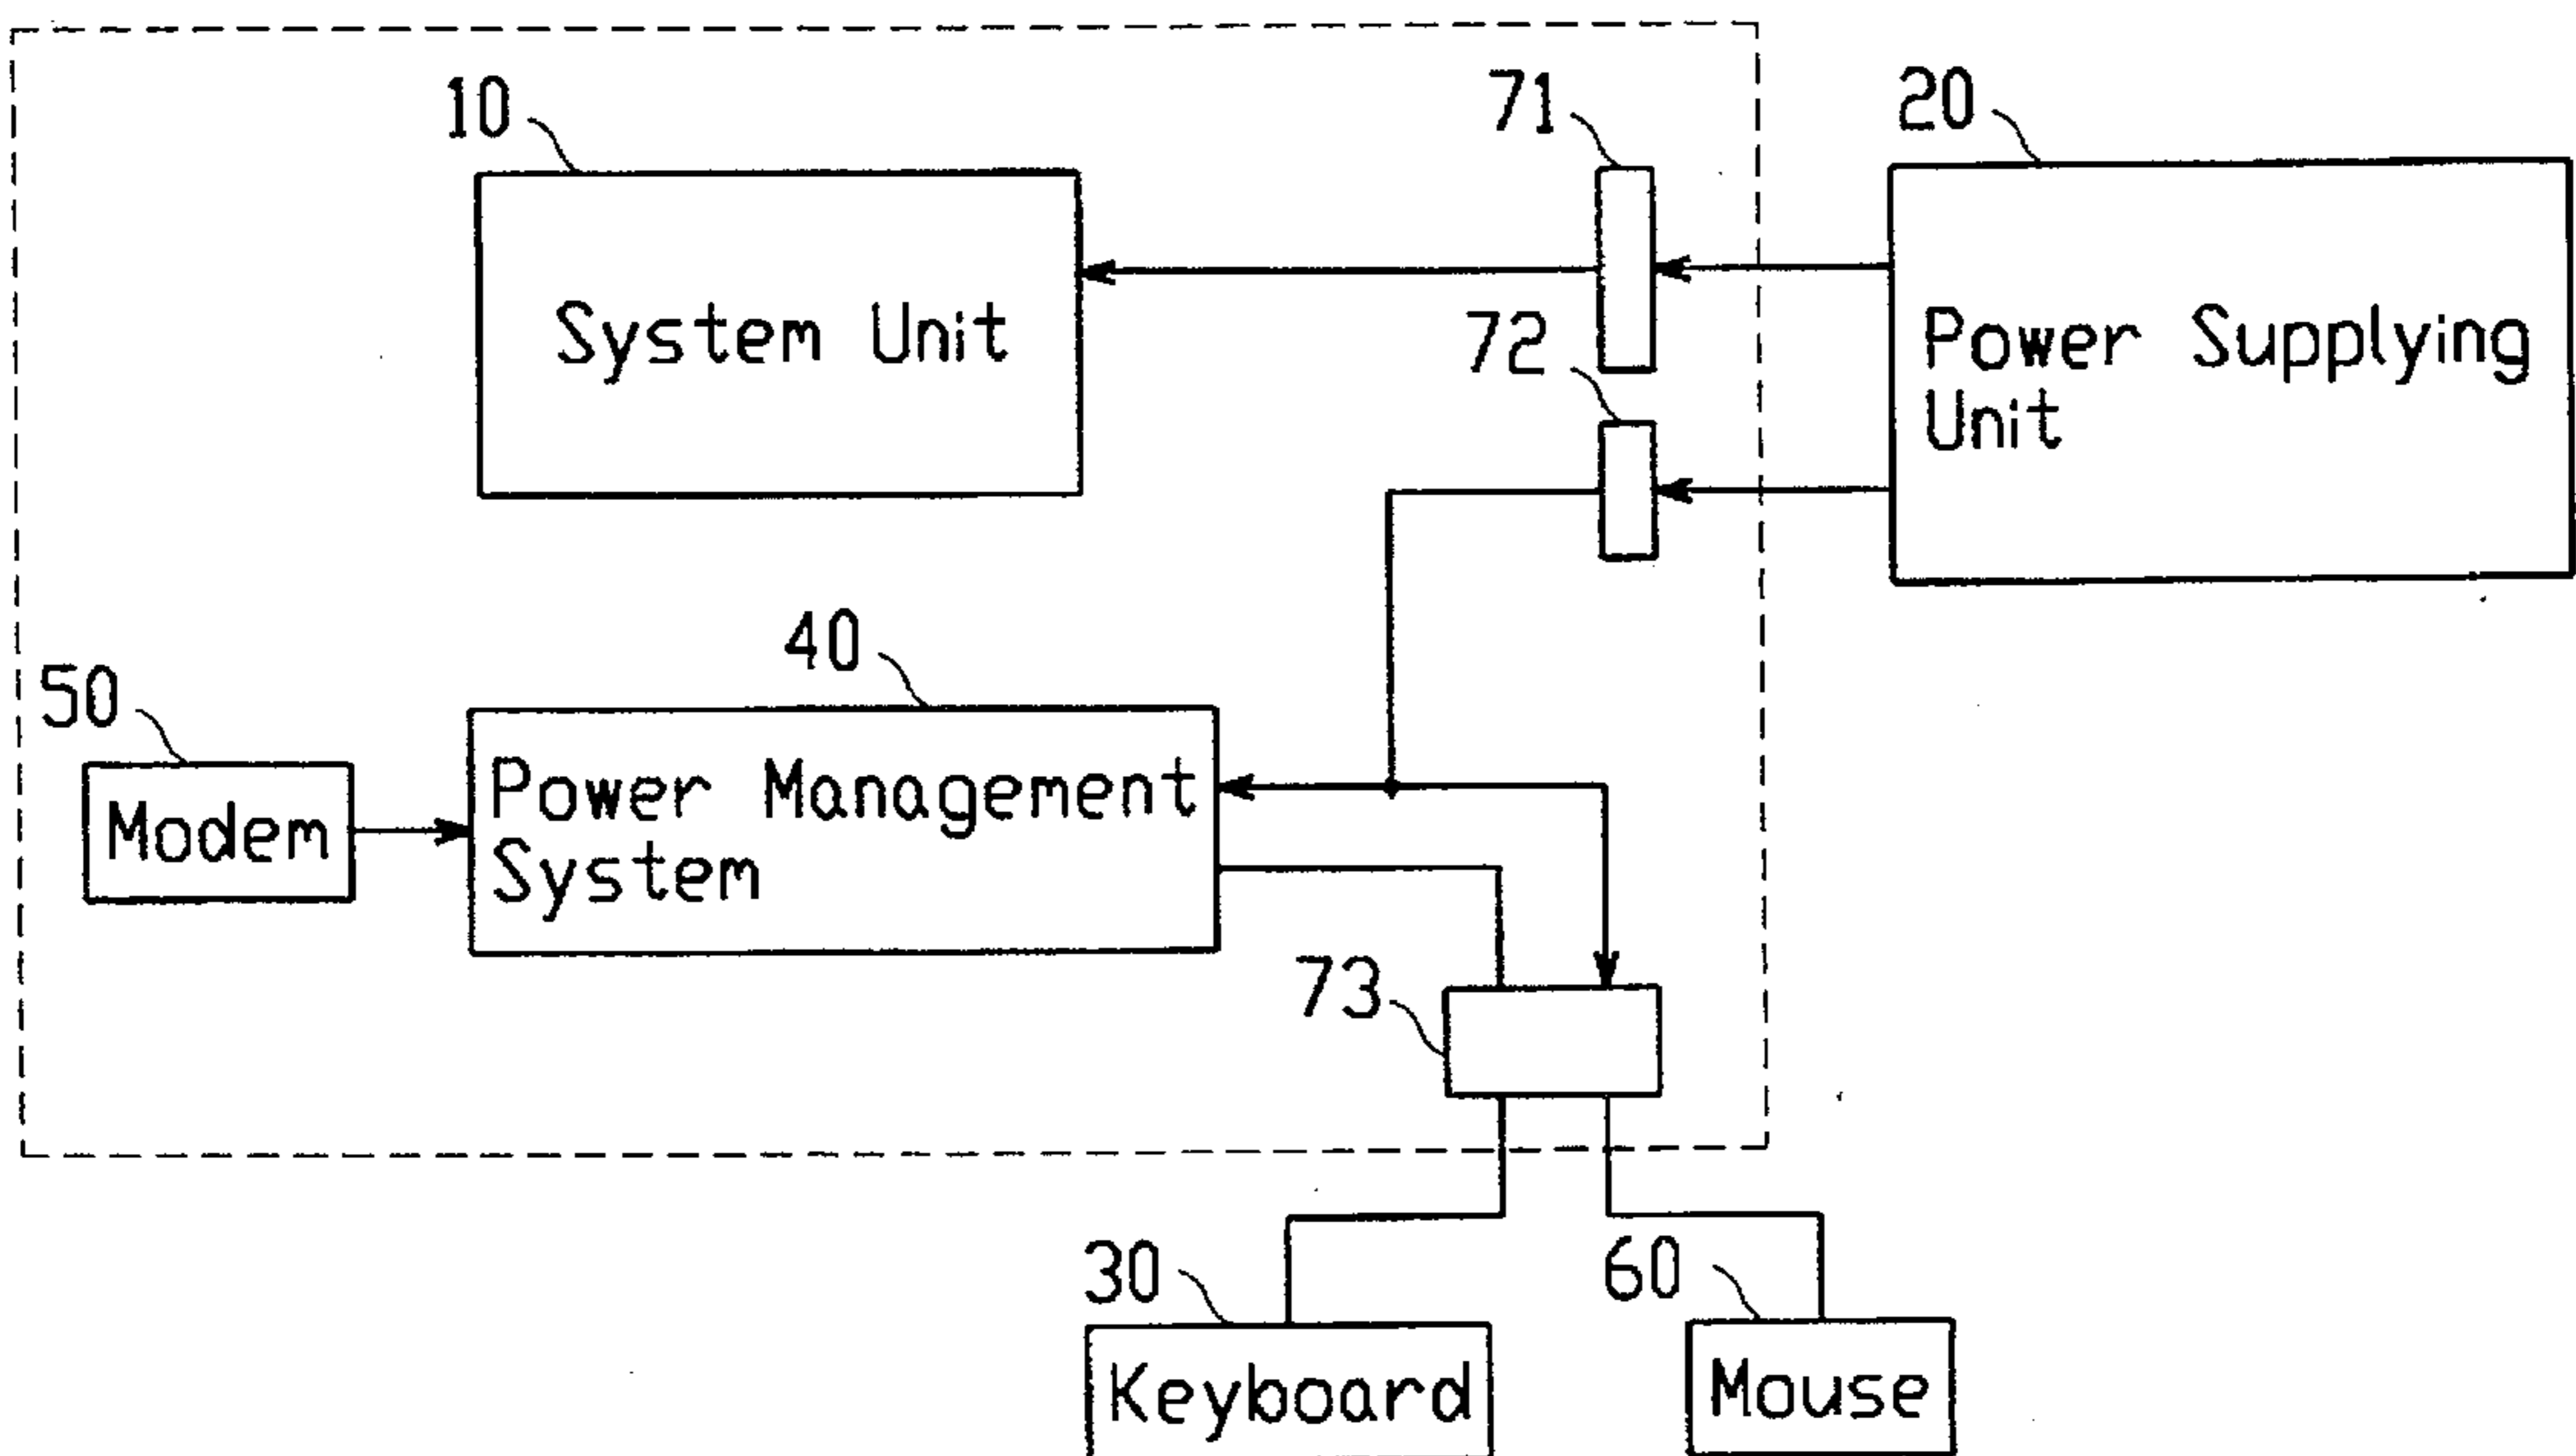 10
71
20
System Unit
72
Power Supplying
Unit
40
50
Power Management
System
Modem
73
30
60
Keyboard
Mouse